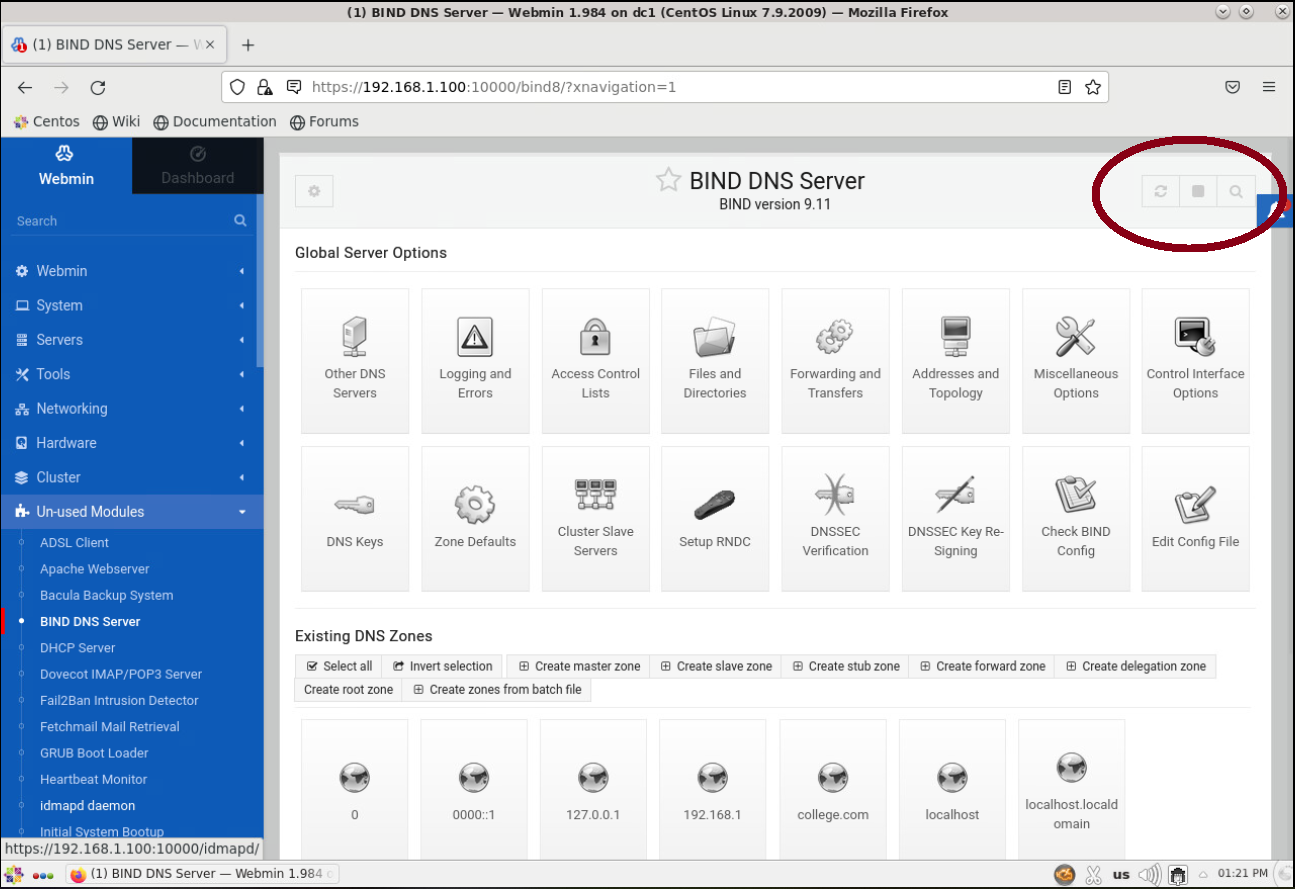 (1) BIND DNS Server — Webmin 1.984 on dc1 (CentOS Linux 7.9.2009) — Mozilla Firefox
(1) BIND DNS Server —
https://192.168.1.100:10000/bind8/?xnavigation=1
Centos Wiki Documentation Forums
Webmin
Dashboard
Search
Webmin
System
Servers
Tools
Networking
Hardware
Cluster
Un-used Modules
ADSL Client
Apache Webserver
Bacula Backup System
BIND DNS Server
DHCP Server
Dovecot IMAP/POP3 Server
Fail2Ban Intrusion Detector
Fetchmail Mail Retrieval
GRUB Boot Loader
Heartbeat Monitor
idmapd daemon
Initial System Bootup
https://192.168.1.100:10000/idmapd/
BIND DNS Server
BIND version 9.11
Global Server Options
Other DNS
Servers
Logging and
Errors
Access Control
Lists
Files and
Directories
Forwarding and
Transfers
Addresses and
Topology
Miscellaneous
Options
Control Interface
Options
DNS Keys
Zone Defaults
Cluster Slave
Servers
Setup RNDC
DNSSEC
Verification
DNSSEC Key Re-
Signing
Check BIND
Config
Edit Config File
Existing DNS Zones
Select all Invert selection Create master zone Create slave zone Create stub zone Create forward zone Create delegation zone
Create root zone Create zones from batch file
0
0000::1
127.0.0.1
192.168.1
college.com
localhost
localhost.locald
omain
(1) BIND DNS Server — Webmin 1.984
us
01:21 PM